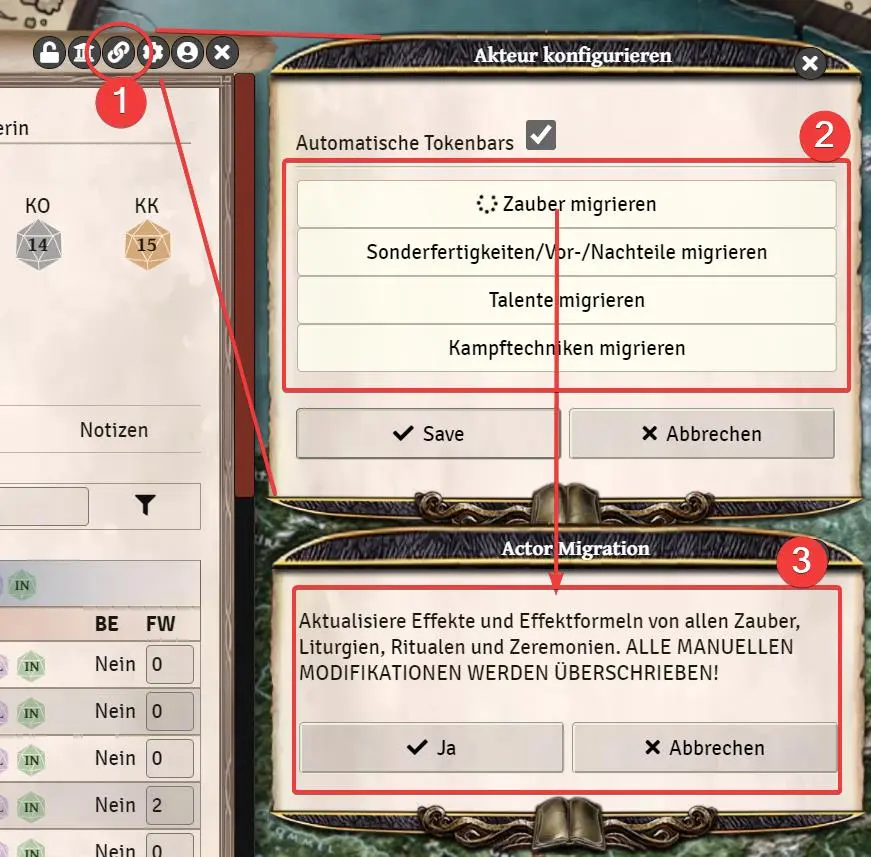 1
erin
KO
KK
14
15
Notizen
IN
BE FW
IN Nein 0
IN Nein 0
IN Nein 0
IN Nein 2
IN Nein 0
Akteur konfigurieren
2
Automatische Tokenbars
Zauber migrieren
Sonderfertigkeiten/Vor-/Nachteile migrieren
Talente migrieren
Kampftechniken migrieren
Save
Abbrechen
Actor Migration
3
Aktualisiere Effekte und Effektformeln von allen Zauber,
Liturgien, Ritualen und Zeremonien. ALLE MANUELLEN
MODIFIKATIONEN WERDEN ÜBERSCHRIEBEN!
Ja
Abbrechen